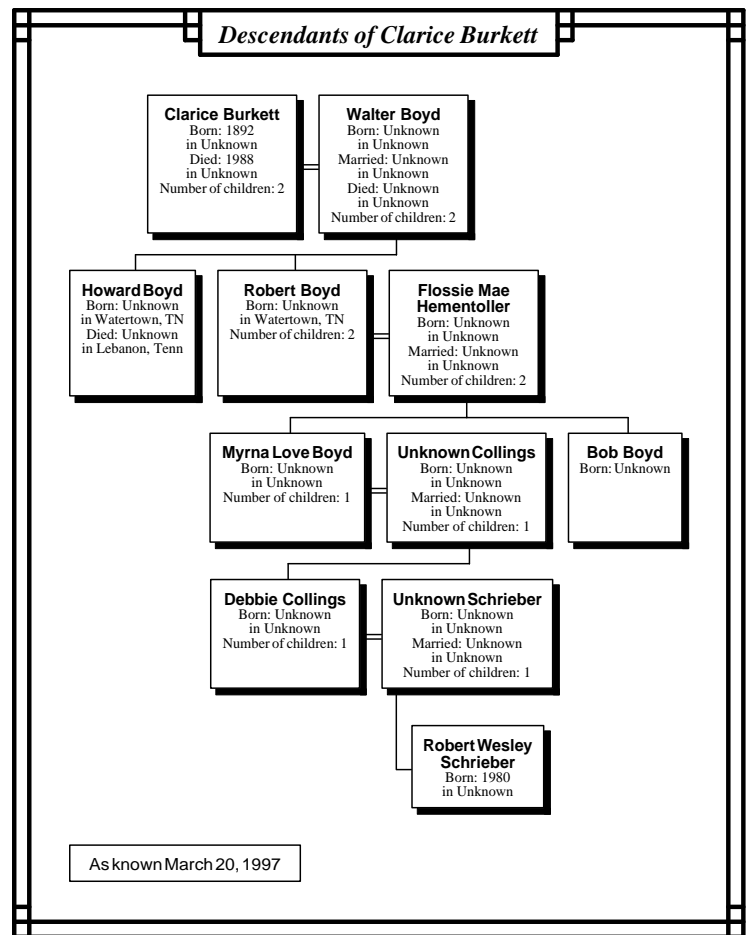 Descendants of Clarice Burkett
Clarice Burkett
Born: 1892
in Unknown
Died: 1988
in Unknown
Number of children: 2
Walter Boyd
Born: Unknown
in Unknown
Married: Unknown
in Unknown
Died: Unknown
in Unknown
Number of children: 2
Howard Boyd
Born: Unknown
in Watertown, TN
Died: Unknown
in Lebanon, Tenn
Robert Boyd
Born: Unknown
in Watertown, TN
Number of children: 2
Flossie Mae
Hementoller
Born: Unknown
in Unknown
Married: Unknown
in Unknown
Number of children: 2
Myrna Love Boyd
Born: Unknown
in Unknown
Number of children: 1
Unknown Collings
Born: Unknown
in Unknown
Married: Unknown
in Unknown
Number of children: 1
Bob Boyd
Born: Unknown
Debbie Collings
Born: Unknown
in Unknown
Number of children: 1
Unknown Schrieber
Born: Unknown
in Unknown
Married: Unknown
in Unknown
Number of children: 1
Robert Wesley
Schrieber
Born: 1980
in Unknown
As known March 20, 1997